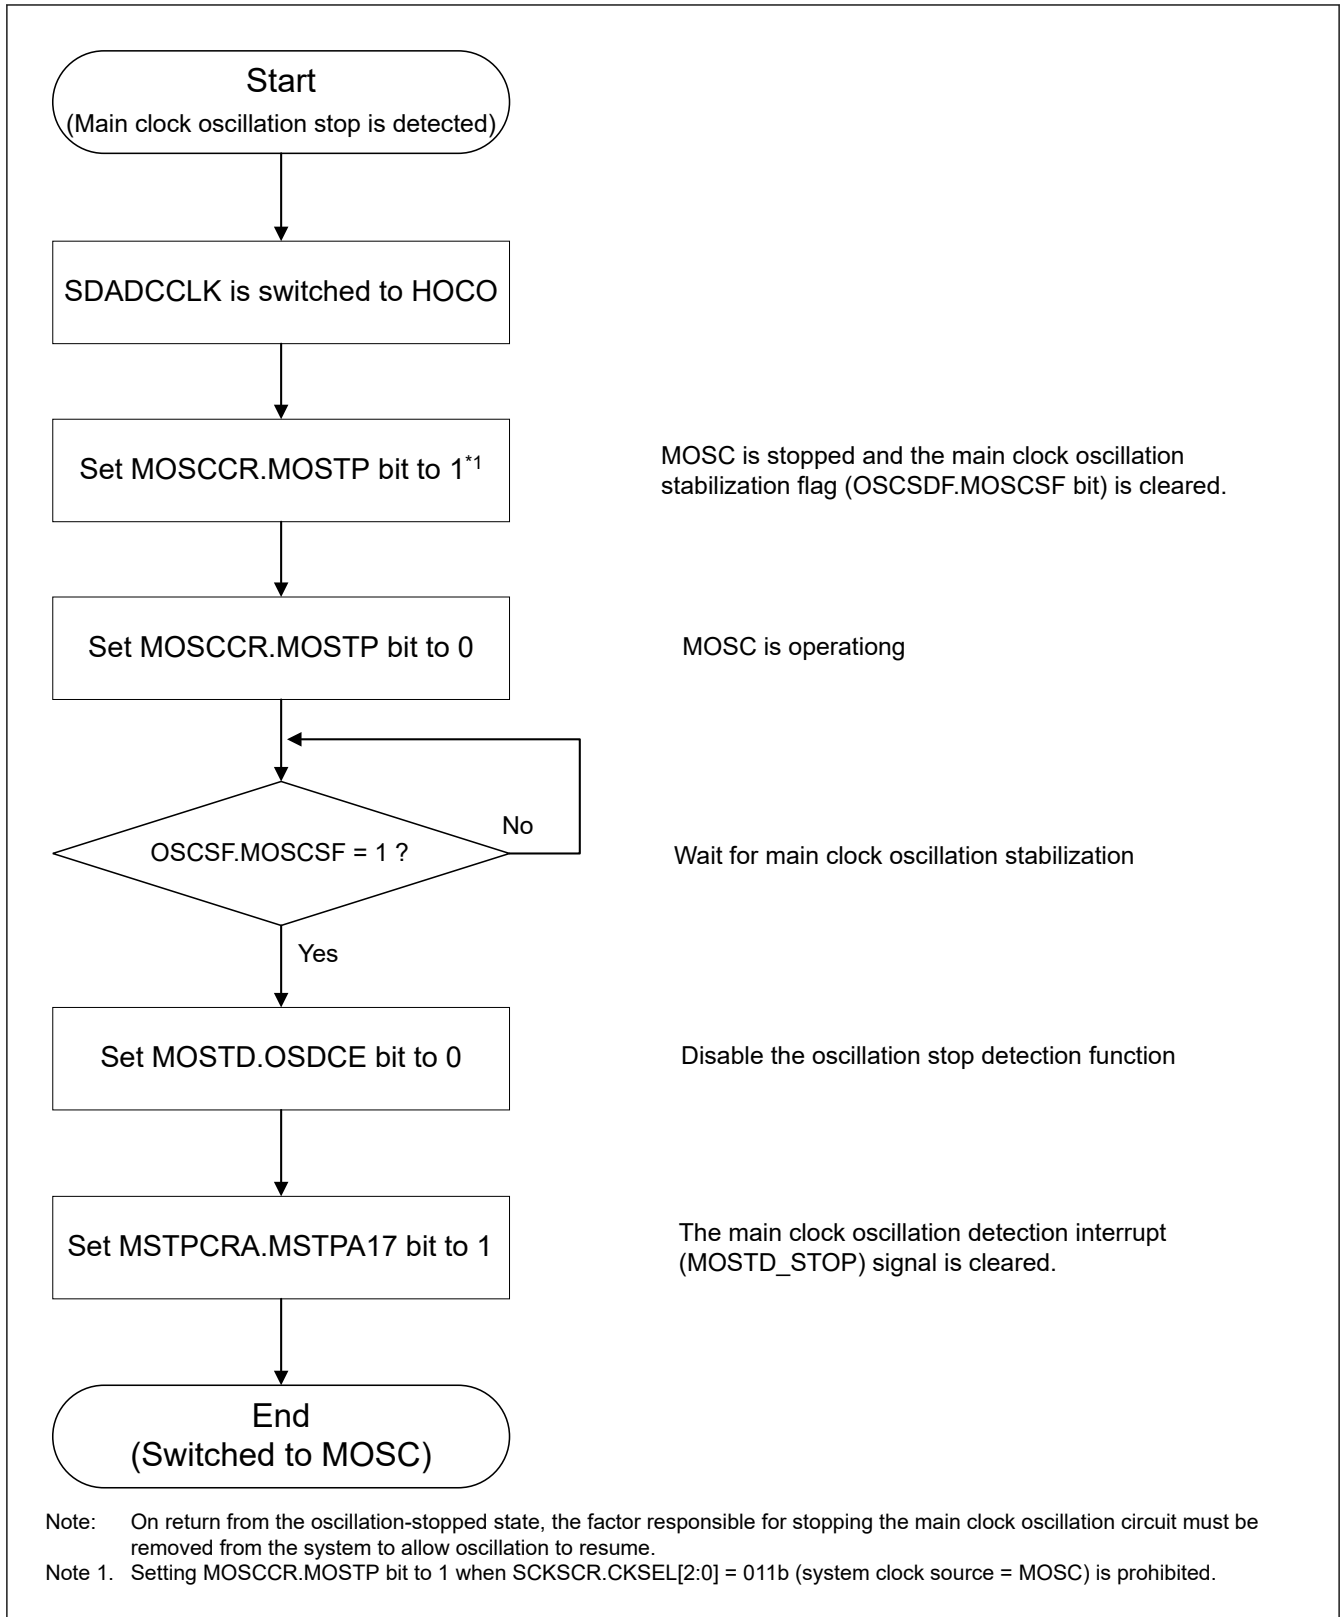 Start
(Main clock oscillation stop is detected)
SDADCCLK is switched to HOCO
Set MOSCCR.MOSTP bit to 1*1
MOSC is stopped and the main clock oscillation
stabilization flag (OSCSDF.MOSCSF bit) is cleared.
Set MOSCCR.MOSTP bit to 0
MOSC is operationg
No
OSCSF.MOSCSF = 1 ?
Wait for main clock oscillation stabilization
Yes
Set MOSTD.OSDCE bit to 0
Disable the oscillation stop detection function
Set MSTPCRA.MSTPA17 bit to 1
The main clock oscillation detection interrupt
(MOSTD_STOP) signal is cleared.
End
(Switched to MOSC)
Note: On return from the oscillation-stopped state, the factor responsible for stopping the main clock oscillation circuit must be
removed from the system to allow oscillation to resume.
Note 1. Setting MOSCCR.MOSTP bit to 1 when SCKSCR.CKSEL[2:0] = 011b (system clock source = MOSC) is prohibited.